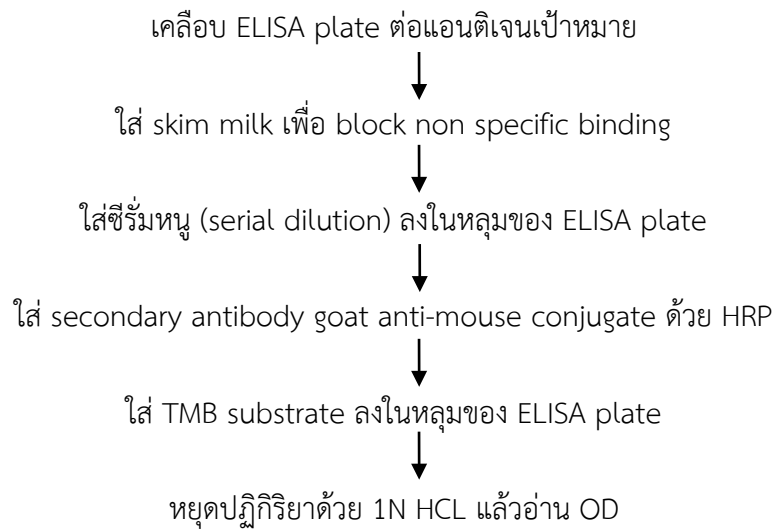 เคลือบ ELISA plate ต่อแอนติเจนเป้าหมาย
ใส่ skim milk เพื่อ block non specific binding
ใส่ซีรั่มหนู (serial dilution) ลงในหลุมของ ELISA plate
ใส่ secondary antibody goat anti-mouse conjugate ด้วย HRP
ใส่ TMB substrate ลงในหลุมของ ELISA plate
หยุดปฏิกิริยาด้วย 1N HCL แล้วอ่าน OD